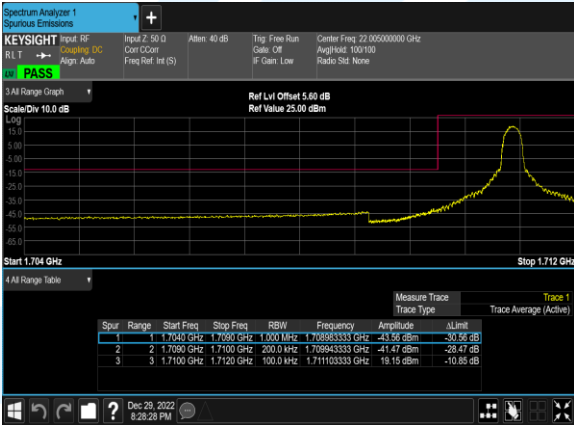 Spectrum Analyzer 1
Spurious Emissions
+
KEYSIGHT Input: RF Input Z: 50 Ω Atten: 40 dB Trig: Free Run Center Freq: 22.005000000 GHz
RLT Coupling: DC Corr CCorr Gate: Off Avg|Hold: 100/100
Align: Auto Freq Ref: Int (S) IF Gain: Low Radio Std: None
PASS
3 All Range Graph
Ref Lvl Offset 5.60 dB
Scale/Div 10.0 dB Ref Value 25.00 dBm
Log
15.0
5.00
-5.00
-15.0
-25.0
-35.0
-45.0
-55.0
-65.0
Start 1.704 GHz Stop 1.712 GHz
4 All Range Table
Measure Trace Trace 1
Trace Type Trace Average (Active)
Spur Range Start Freq Stop Freq RBW Frequency Amplitude ΔLimit
1 1 1.7040 GHz 1.7090 GHz 1.000 MHz 1.708983333 GHz -43.56 dBm -30.56 dB
2 2 1.7090 GHz 1.7100 GHz 200.0 kHz 1.709943333 GHz -41.47 dBm -28.47 dB
3 3 1.7100 GHz 1.7120 GHz 100.0 kHz 1.711103333 GHz 19.15 dBm -10.85 dB
? Dec 29, 2022
8:28:28 PM